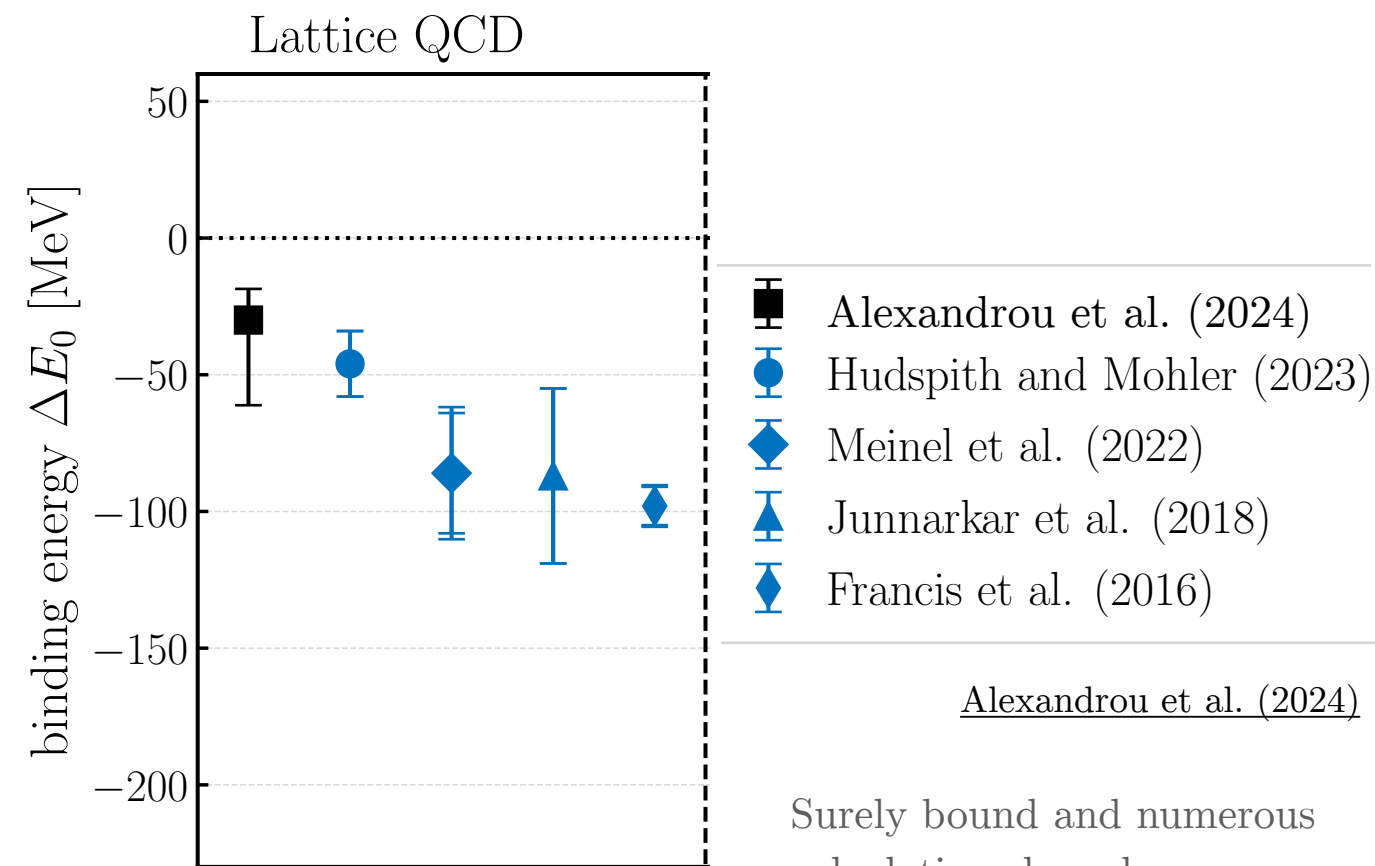 Lattice QCD
binding energy ΔE₀ [MeV]
50
0
−50
−100
−150
−200
Alexandrou et al. (2024)
Hudspith and Mohler (2023)
Meinel et al. (2022)
Junnarkar et al. (2018)
Francis et al. (2016)
Alexandrou et al. (2024)
Surely bound and numerous